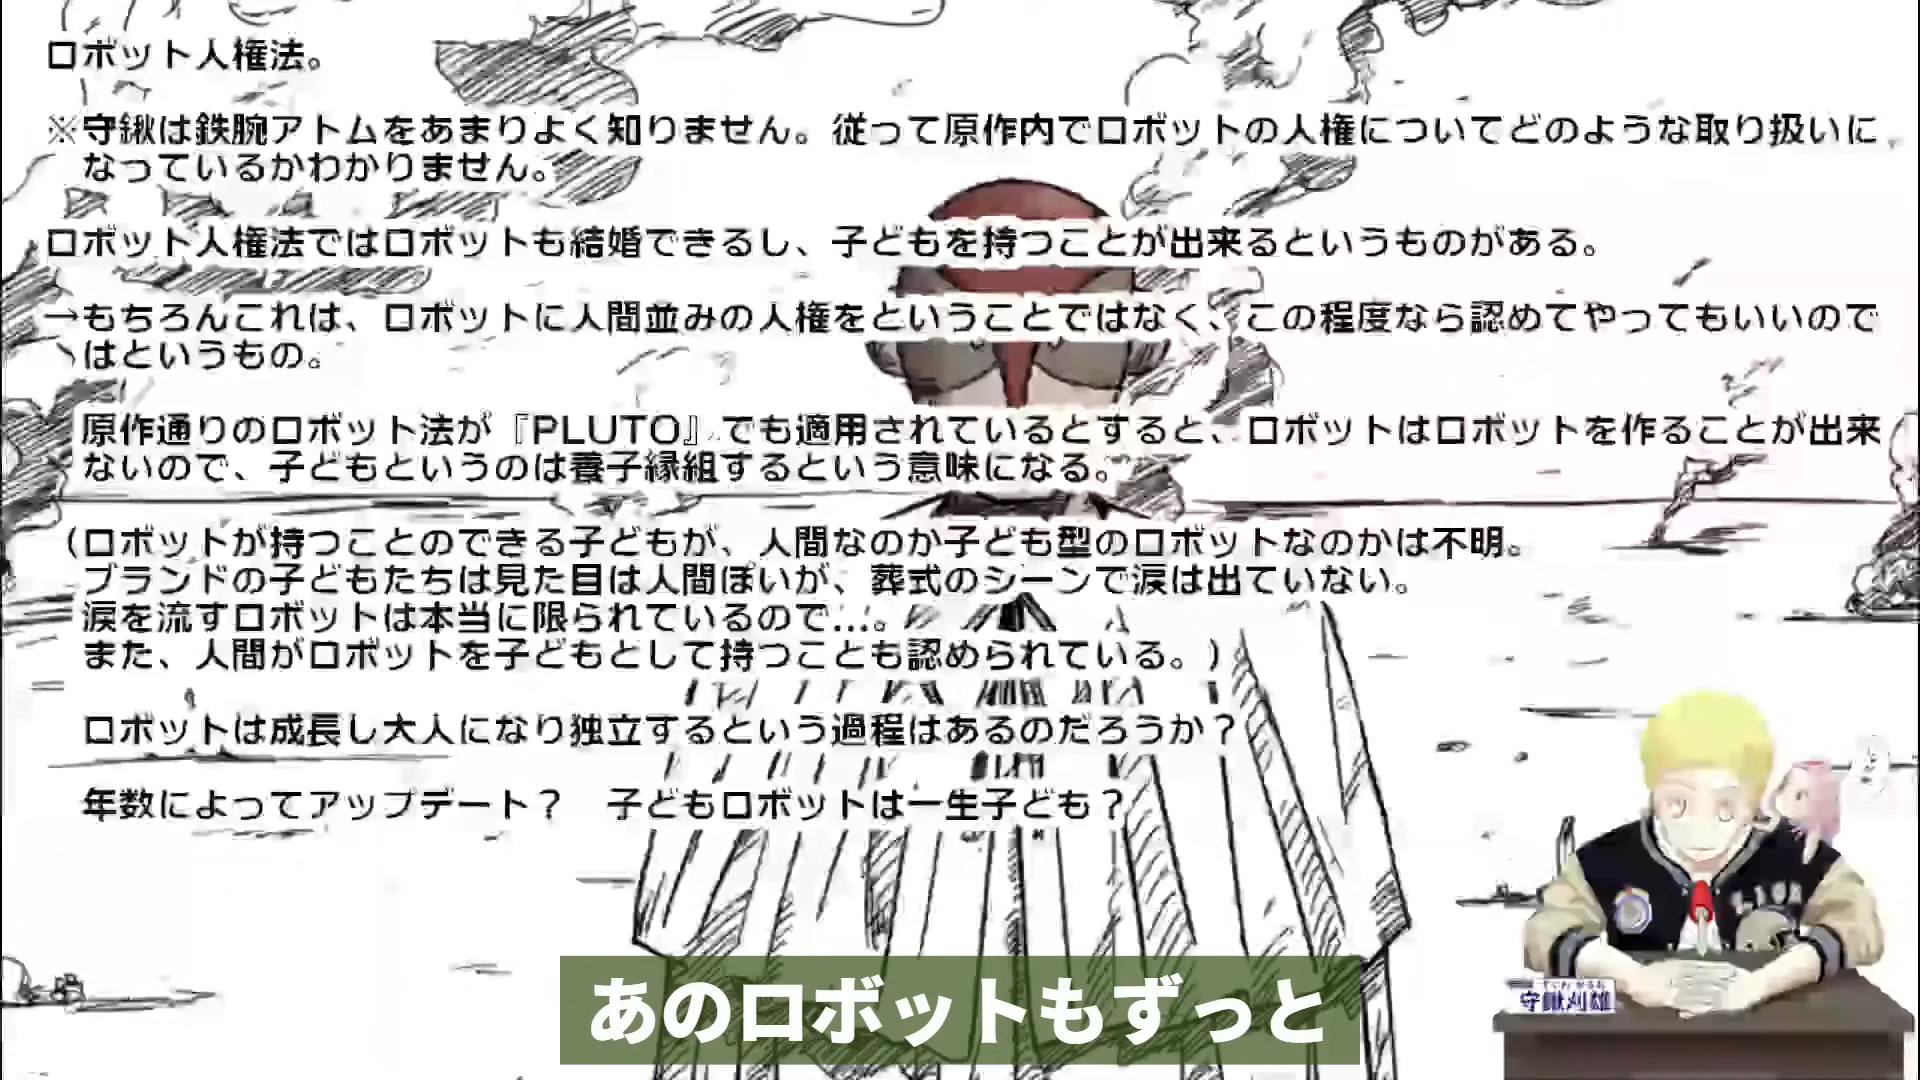 ロボット人権法。
※守鍬は鉄腕アトムをあまりよく知りません。従って原作内でロボットの人権についてどのような取り扱いに
なっているかわかりません。
ロボット人権法ではロボットも結婚できるし、子どもを持つことが出来るというものがある。
→もちろんこれは、ロボットに人間並みの人権をということではなく、この程度なら認めてやってもいいので
はというもの。
原作通りのロボット法が『PLUTO』でも適用されているとすると、ロボットはロボットを作ることが出来
ないので、子どもというのは養子縁組するという意味になる。
（ロボットが持つことのできる子どもが、人間なのか子ども型のロボットなのかは不明。
ブランドの子どもたちは見た目は人間ぽいが、葬式のシーンで涙は出ていない。
涙を流すロボットは本当に限られているので…。
また、人間がロボットを子どもとして持つことも認められている。）
ロボットは成長し大人になり独立するという過程はあるのだろうか？
年数によってアップデート？　子どもロボットは一生子ども？
守鍬刈雄
あのロボットもずっと